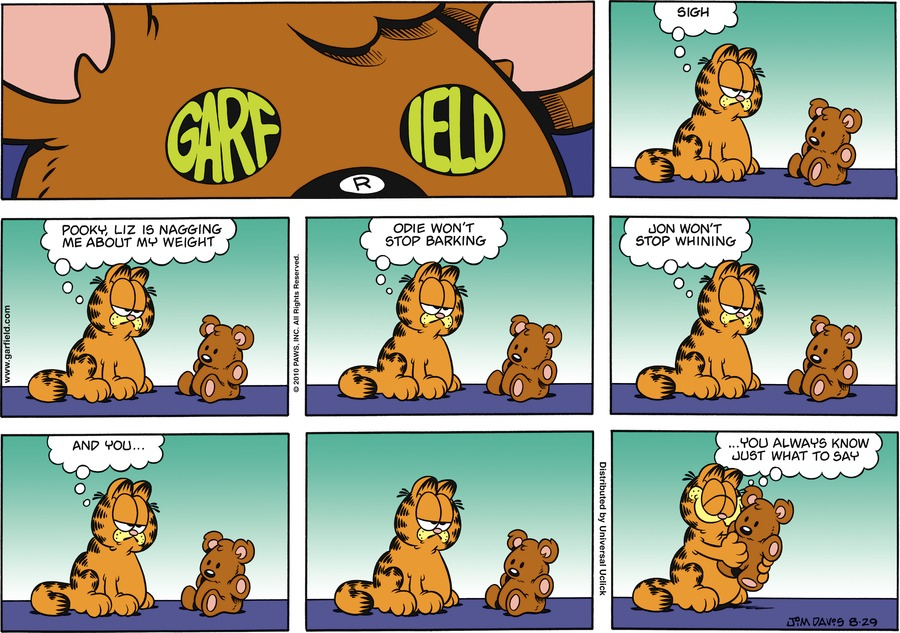 GARF
IELD
R
SIGH
POOKY, LIZ IS NAGGING
ME ABOUT MY WEIGHT
www.garfield.com
© 2010 PAWS, INC. All Rights Reserved.
ODIE WON'T
STOP BARKING
JON WON'T
STOP WHINING
AND YOU...
Distributed by Universal Uclick
...YOU ALWAYS KNOW
JUST WHAT TO SAY
JIM DAVIS 8·29